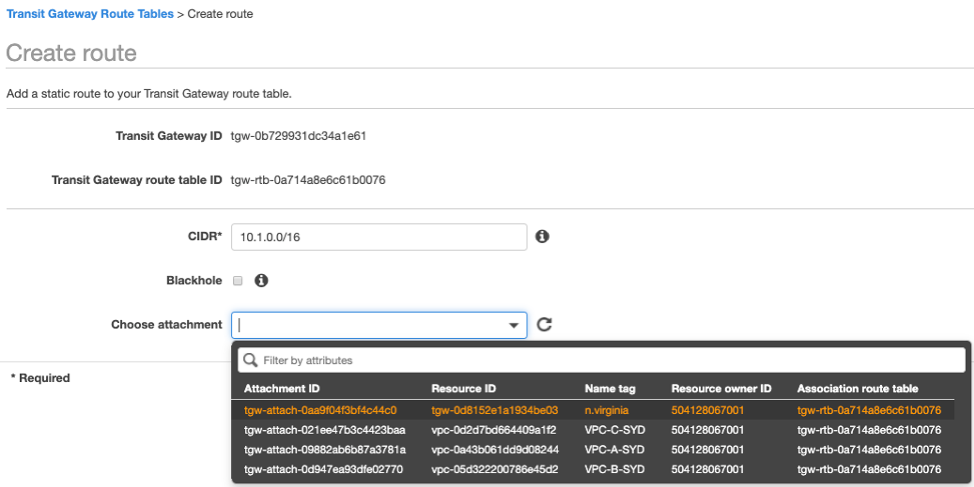 Transit Gateway Route Tables > Create route
Create route
Add a static route to your Transit Gateway route table.
Transit Gateway ID tgw-0b729931dc34a1e61
Transit Gateway route table ID tgw-rtb-0a714a8e6c61b0076
CIDR* 10.1.0.0/16
Blackhole
Choose attachment
Filter by attributes
* Required
Attachment ID Resource ID Name tag Resource owner ID Association route table
tgw-attach-0aa9f04f3bf4c44c0 tgw-0d8152e1a1934be03 n.virginia 504128067001 tgw-rtb-0a714a8e6c61b0076
tgw-attach-021ee47b3c4423baa vpc-0d2d7bd664409a1f2 VPC-C-SYD 504128067001 tgw-rtb-0a714a8e6c61b0076
tgw-attach-09882ab6b87a3781a vpc-0a43b061dd9d08244 VPC-A-SYD 504128067001 tgw-rtb-0a714a8e6c61b0076
tgw-attach-0d947ea93dfe02770 vpc-05d322200786e45d2 VPC-B-SYD 504128067001 tgw-rtb-0a714a8e6c61b0076